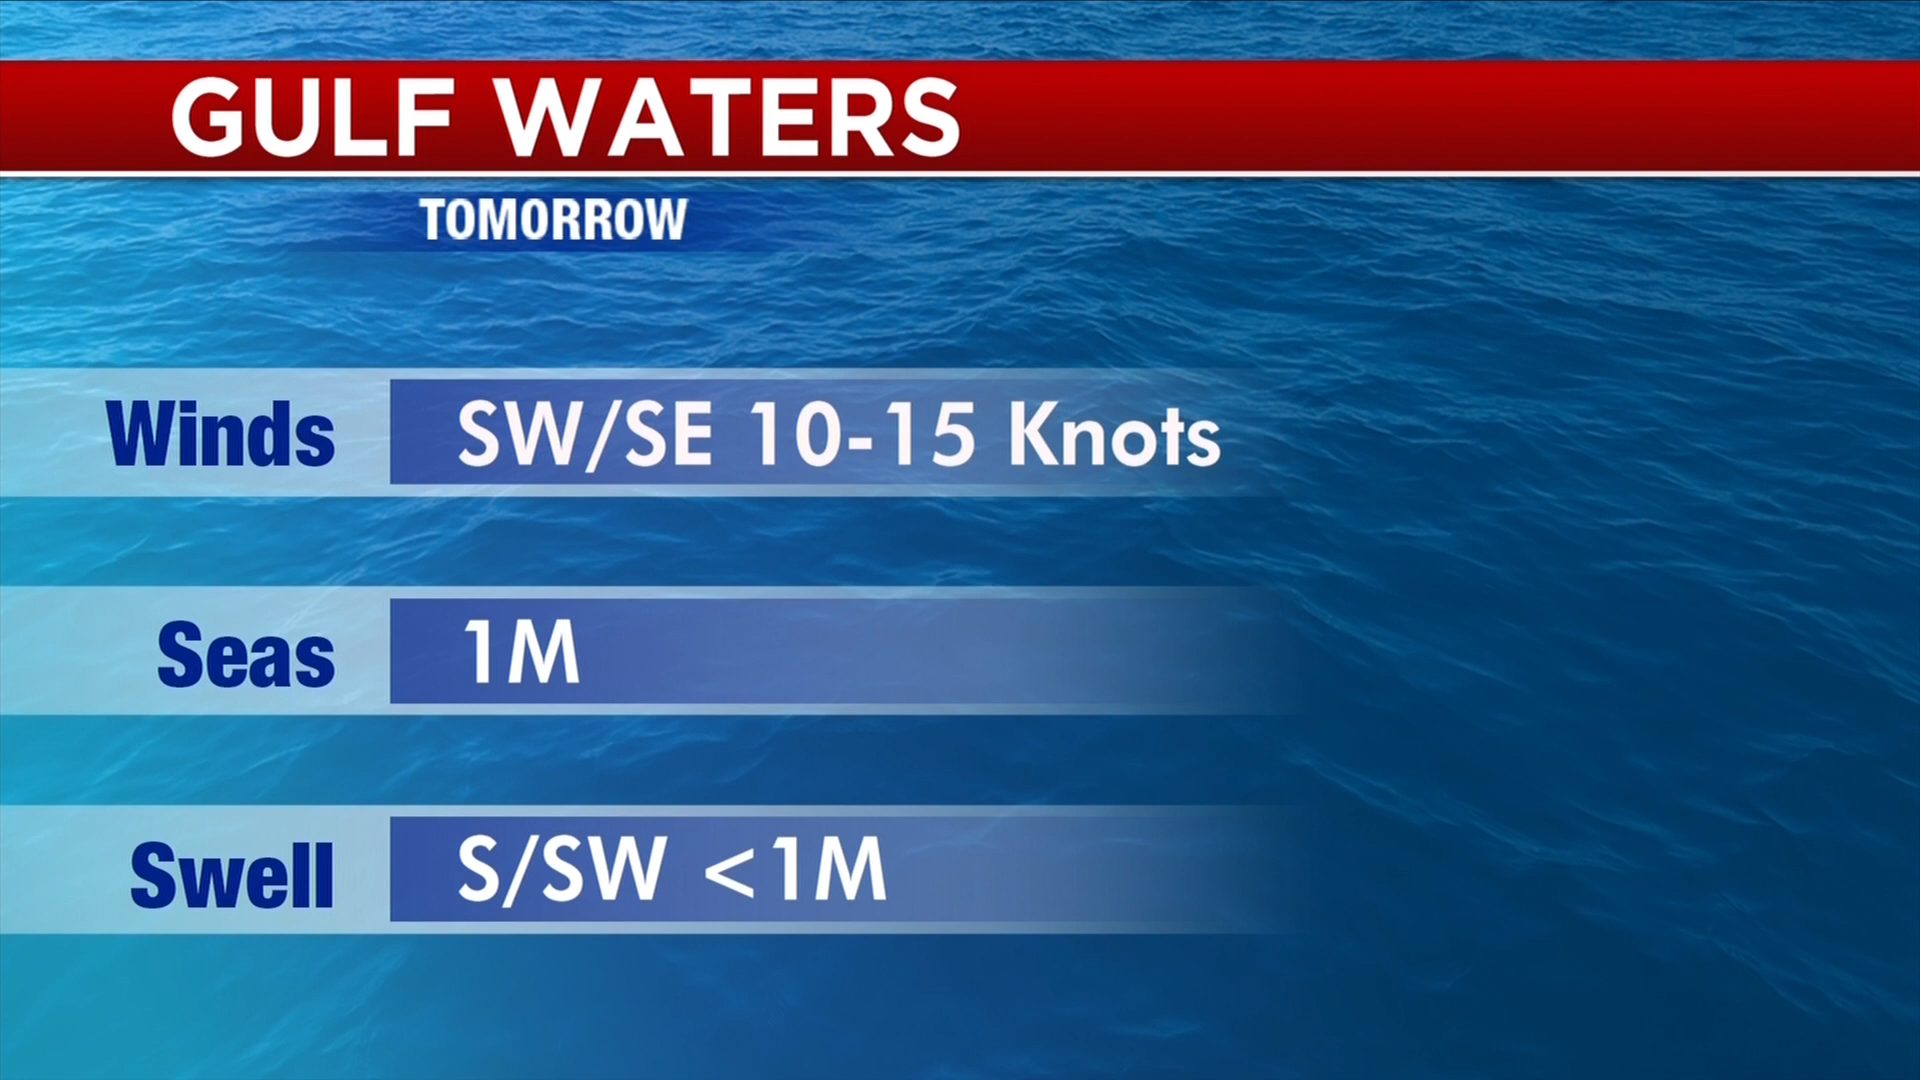 GULF WATERS
TOMORROW
Winds SW/SE 10-15 Knots
Seas 1M
Swell S/SW <1M